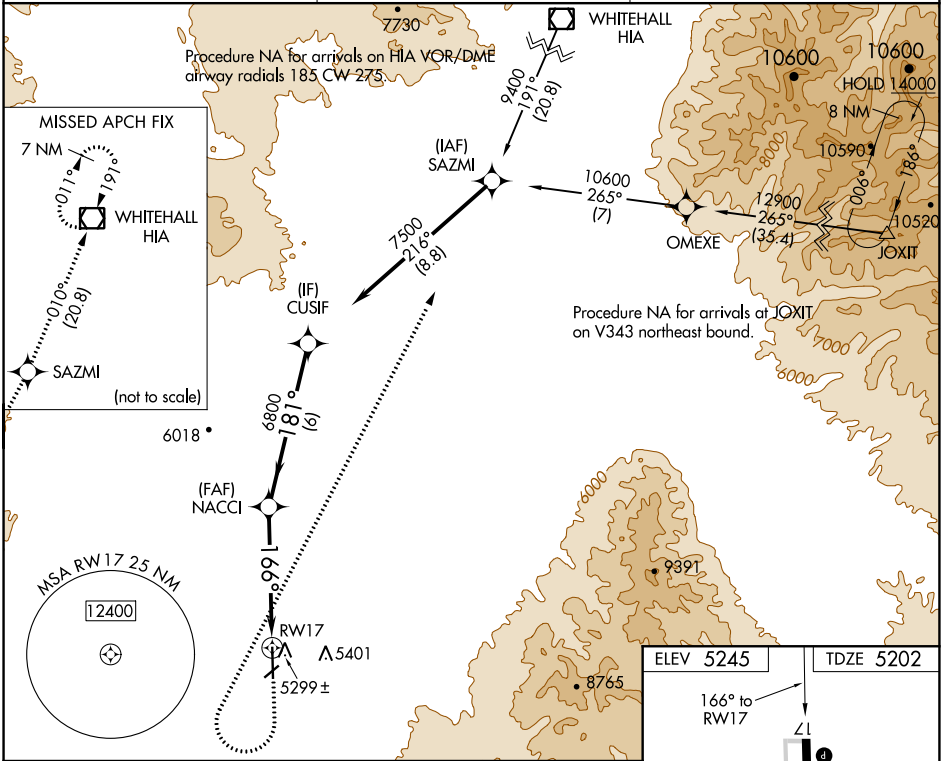 7730
WHITEHALL
HIA
Procedure NA for arrivals on HIA VOR/DME
airway radials 185 CW 275.
9400
191°
(20.8)
10600
10600
HOLD 14000
8 NM
10590
186°
006°
10520
8000
MISSED APCH FIX
7 NM
011°
191°
WHITEHALL
HIA
010°
(20.8)
SAZMI
(not to scale)
(IAF)
SAZMI
10600
265°
(7)
OMEXE
12900
265°
(35.4)
JOXIT
7500
216°
(8.8)
(IF)
CUSIF
Procedure NA for arrivals at JOXIT
on V343 northeast bound.
7000
6000
6800
181°
(6)
6018
(FAF)
NACCI
6000
166°
9391
MSA RW17 25 NM
12400
RW17
5401
5299±
8765
ELEV 5245
TDZE 5202
166° to
RW17
17
P